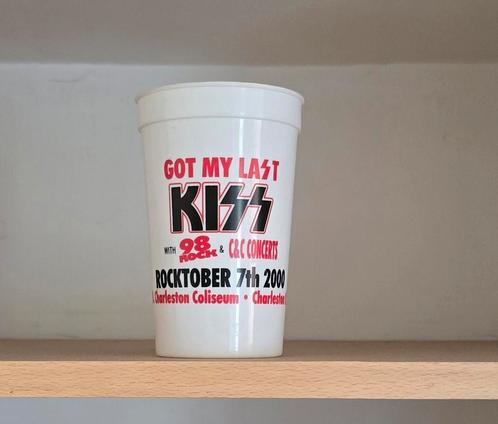 GOT MY LAST
KISS
WITH 98 ROCK & C&C CONCERTS
ROCKTOBER 7th 2000
Charleston Coliseum • Charleston